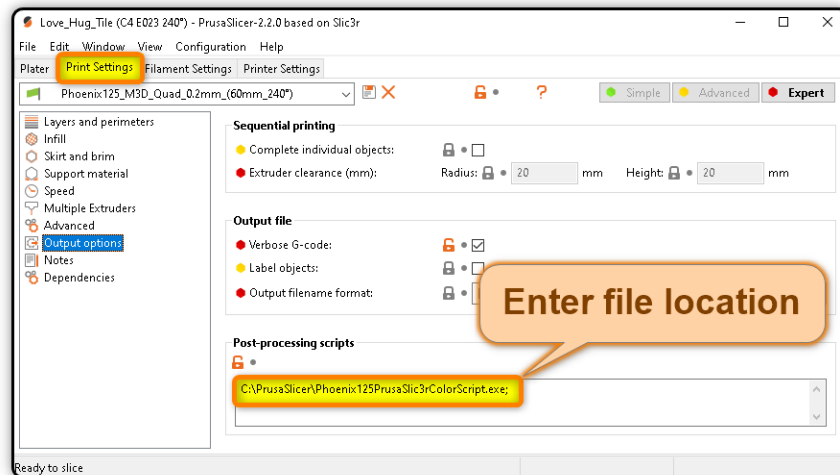 Love_Hug_Tile (C4 E023 240°) - PrusaSlicer-2.2.0 based on Slic3r
File Edit Window View Configuration Help
Plater Print Settings Filament Settings Printer Settings
Phoenix125_M3D_Quad_0.2mm_(60mm_240°) ? Simple Advanced Expert
Layers and perimeters
Infill
Skirt and brim
Support material
Speed
Multiple Extruders
Advanced
Output options
Notes
Dependencies
Sequential printing
Complete individual objects:
Extruder clearance (mm): Radius: 20 mm Height: 20 mm
Output file
Verbose G-code:
Label objects:
Output filename format:
Enter file location
Post-processing scripts
C:\PrusaSlicer\Phoenix125PrusaSlic3rColorScript.exe;
Ready to slice